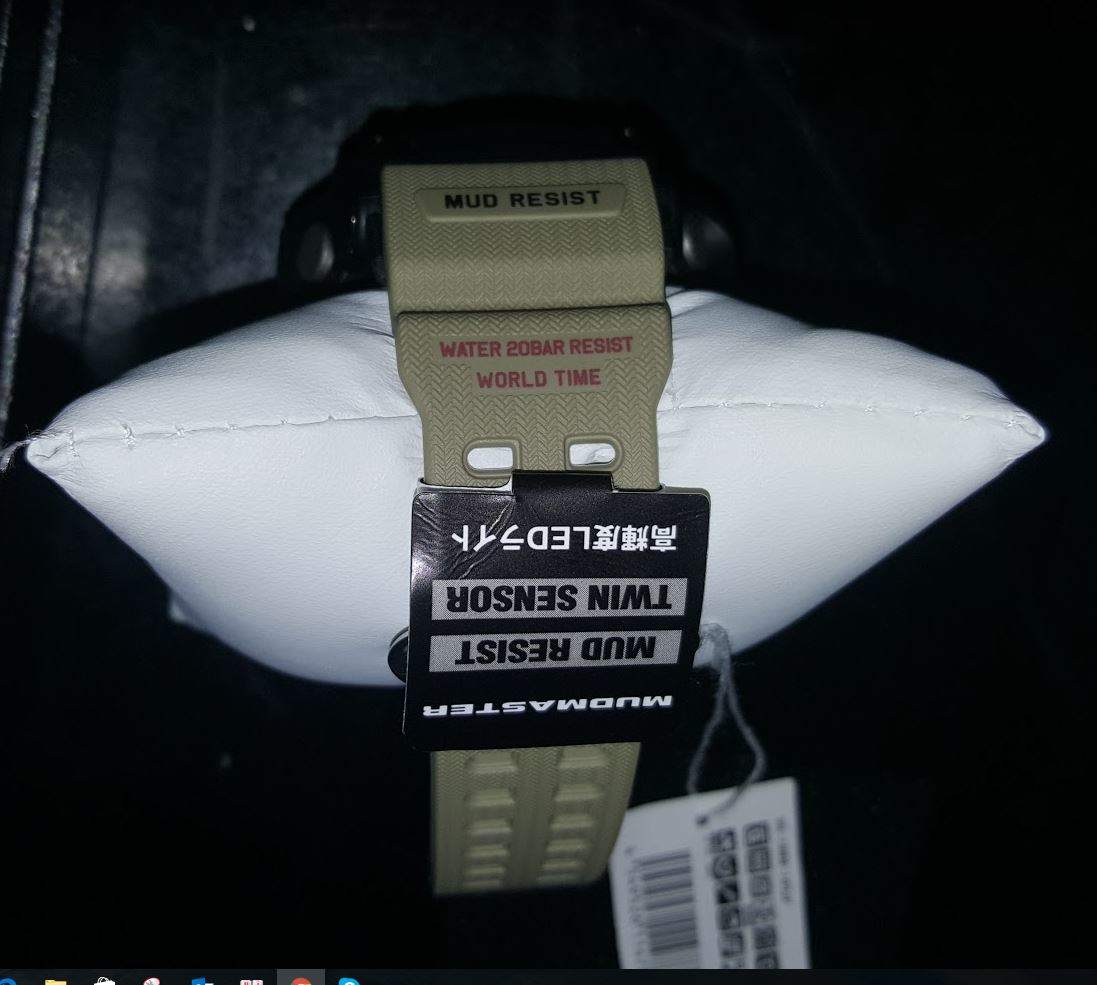 MUD RESIST
WATER 20BAR RESIST
WORLD TIME
高輝度LEDライト
TWIN SENSOR
MUD RESIST
MUDMASTER